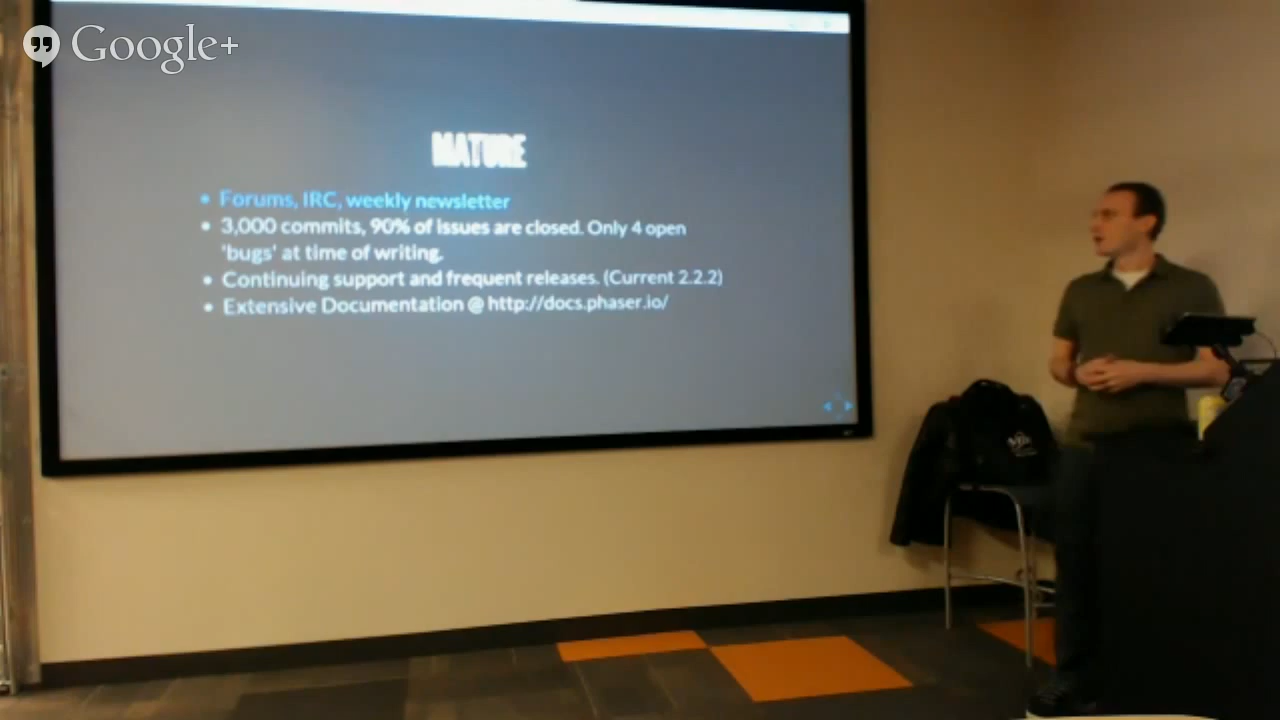 Google+
MATURE
Forums, IRC, weekly newsletter
3,000 commits, 90% of issues are closed. Only 4 open
'bugs' at time of writing.
Continuing support and frequent releases. (Current 2.2.2)
Extensive Documentation @ http://docs.phaser.io/